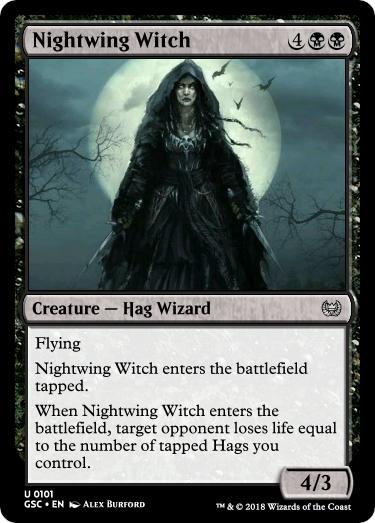 Nightwing Witch 4
Creature — Hag Wizard
Flying
Nightwing Witch enters the battlefield
tapped.
When Nightwing Witch enters the
battlefield, target opponent loses life equal
to the number of tapped Hags you
control.
4/3
U 0101
GSC • EN Alex Burford
™ & © 2018 Wizards of the Coast